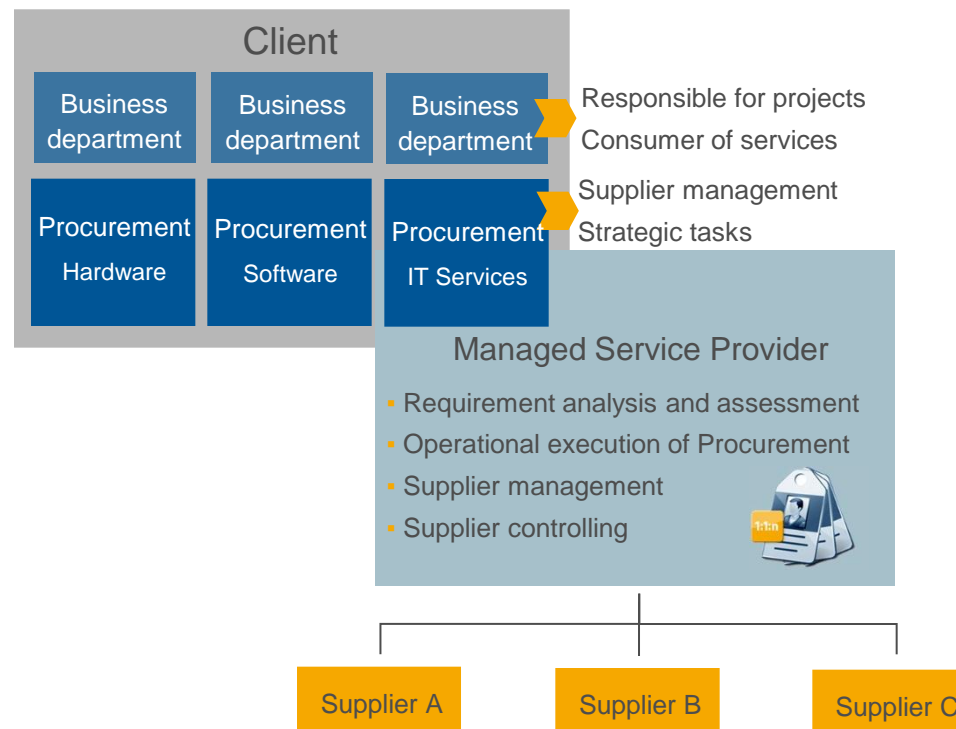 Client
Business
department
Business
department
Business
department
Responsible for projects
Consumer of services
Procurement
Hardware
Procurement
Software
Procurement
IT Services
Supplier management
Strategic tasks
Managed Service Provider
▪ Requirement analysis and assessment
▪ Operational execution of Procurement
▪ Supplier management
▪ Supplier controlling
1:1:n
Supplier A
Supplier B
Supplier C